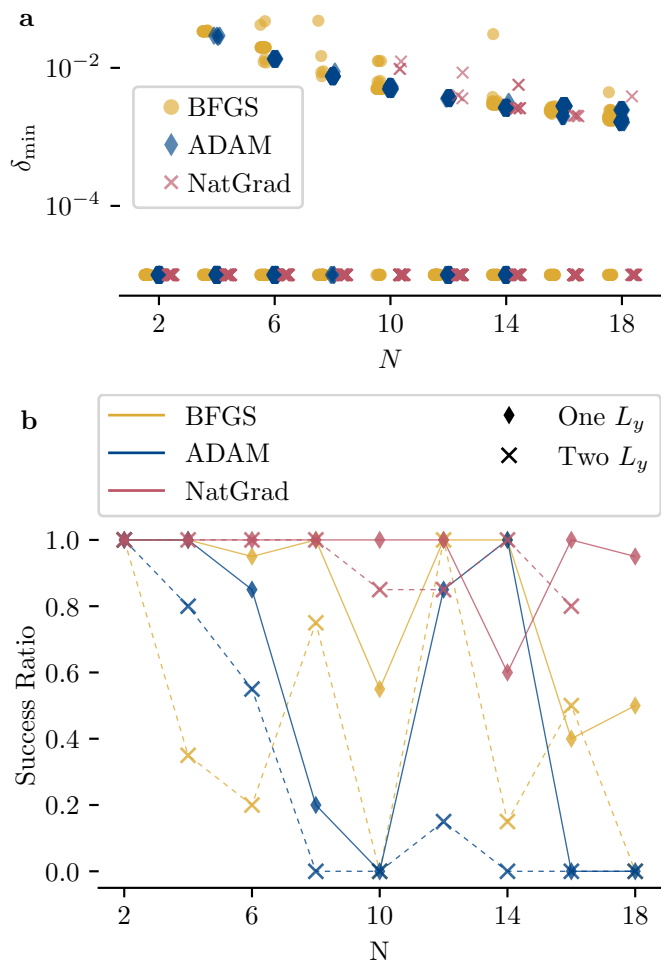 a
10⁻²
10⁻⁴
δ_min
BFGS
ADAM
NatGrad
2 6 10 14 18
N
b
BFGS
ADAM
NatGrad
One L_y
Two L_y
1.0
0.8
0.6
0.4
0.2
0.0
Success Ratio
2 6 10 14 18
N